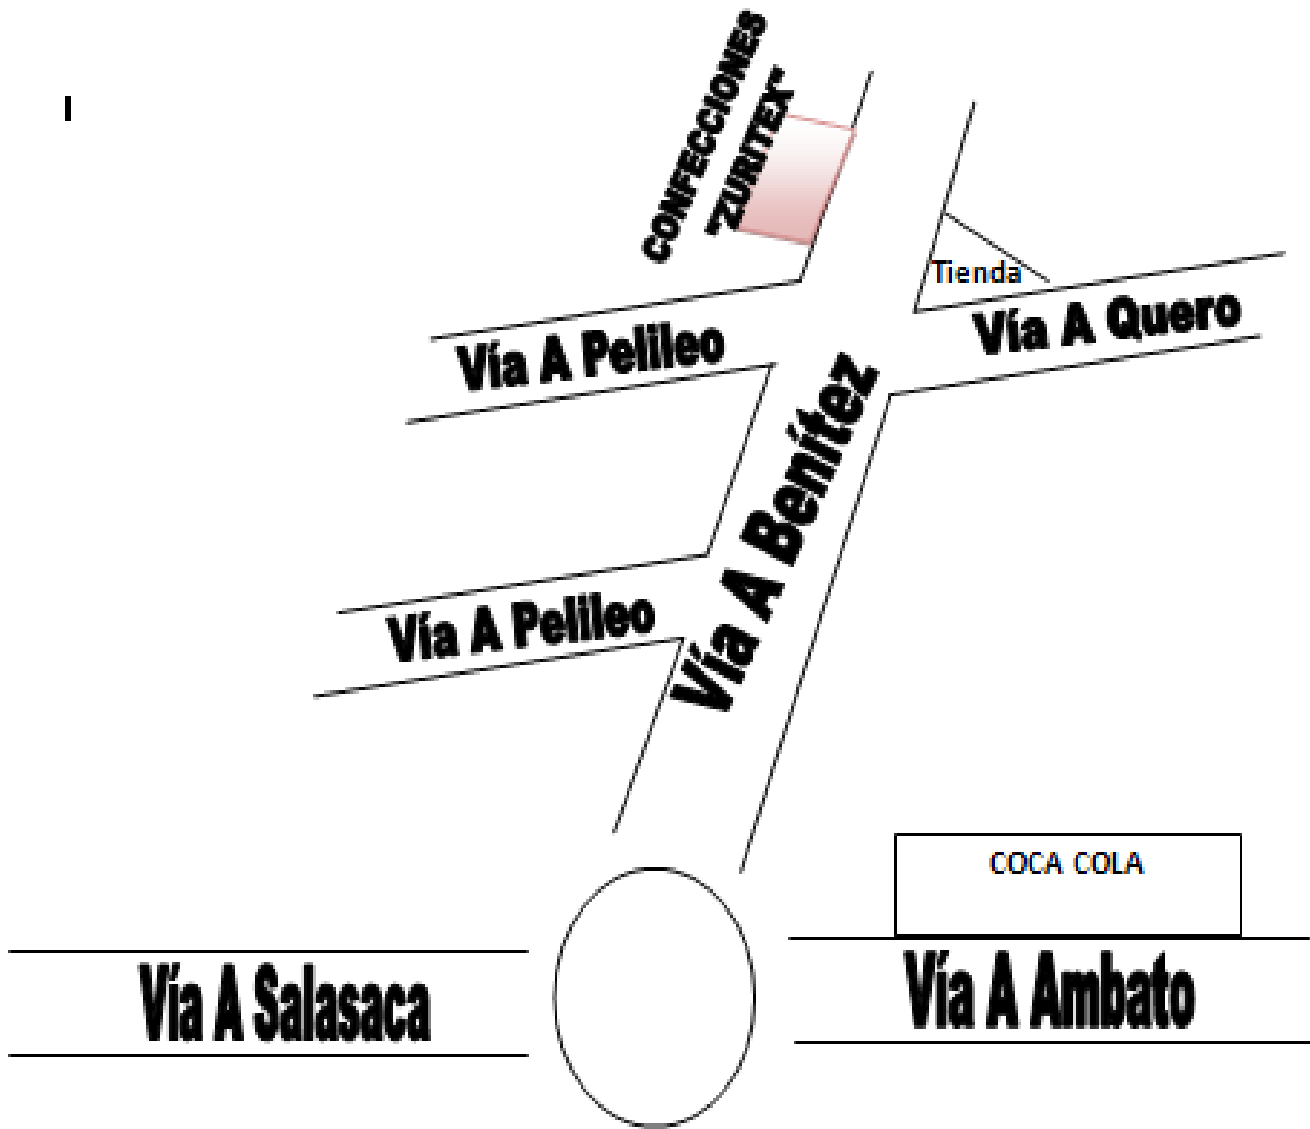 CONFECCIONES
"ZURITEX"
Tienda
Vía A Quero
Vía A Pelileo
Vía A Benítez
Vía A Pelileo
COCA COLA
Vía A Salasaca
Vía A Ambato